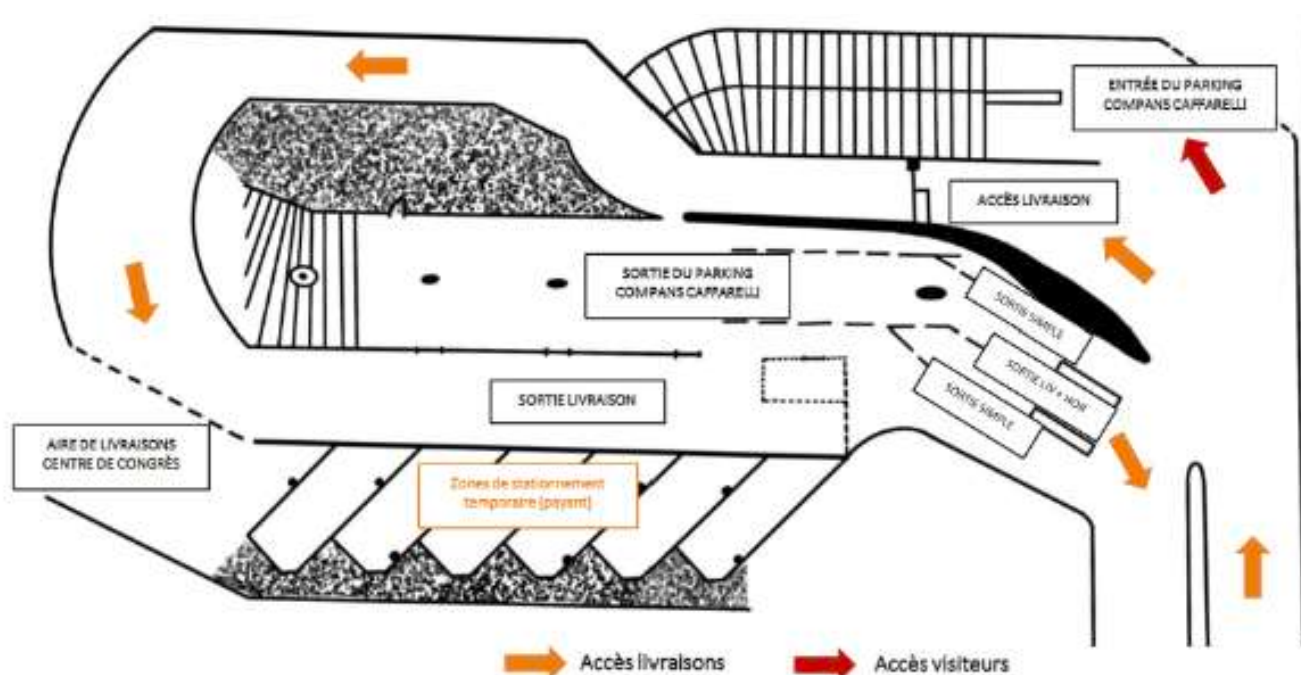 ENTRÉE DU PARKING
COMPANS CAFFARELLI
ACCÈS LIVRAISON
SORTIE DU PARKING
COMPANS CAFFARELLI
SORTIE SIMPLE
SORTIE LIV + HOR
SORTIE SIMPLE
SORTIE LIVRAISON
AIRE DE LIVRAISONS
CENTRE DE CONGRÈS
Zones de stationnement
temporaire (payant)
Accès livraisons
Accès visiteurs